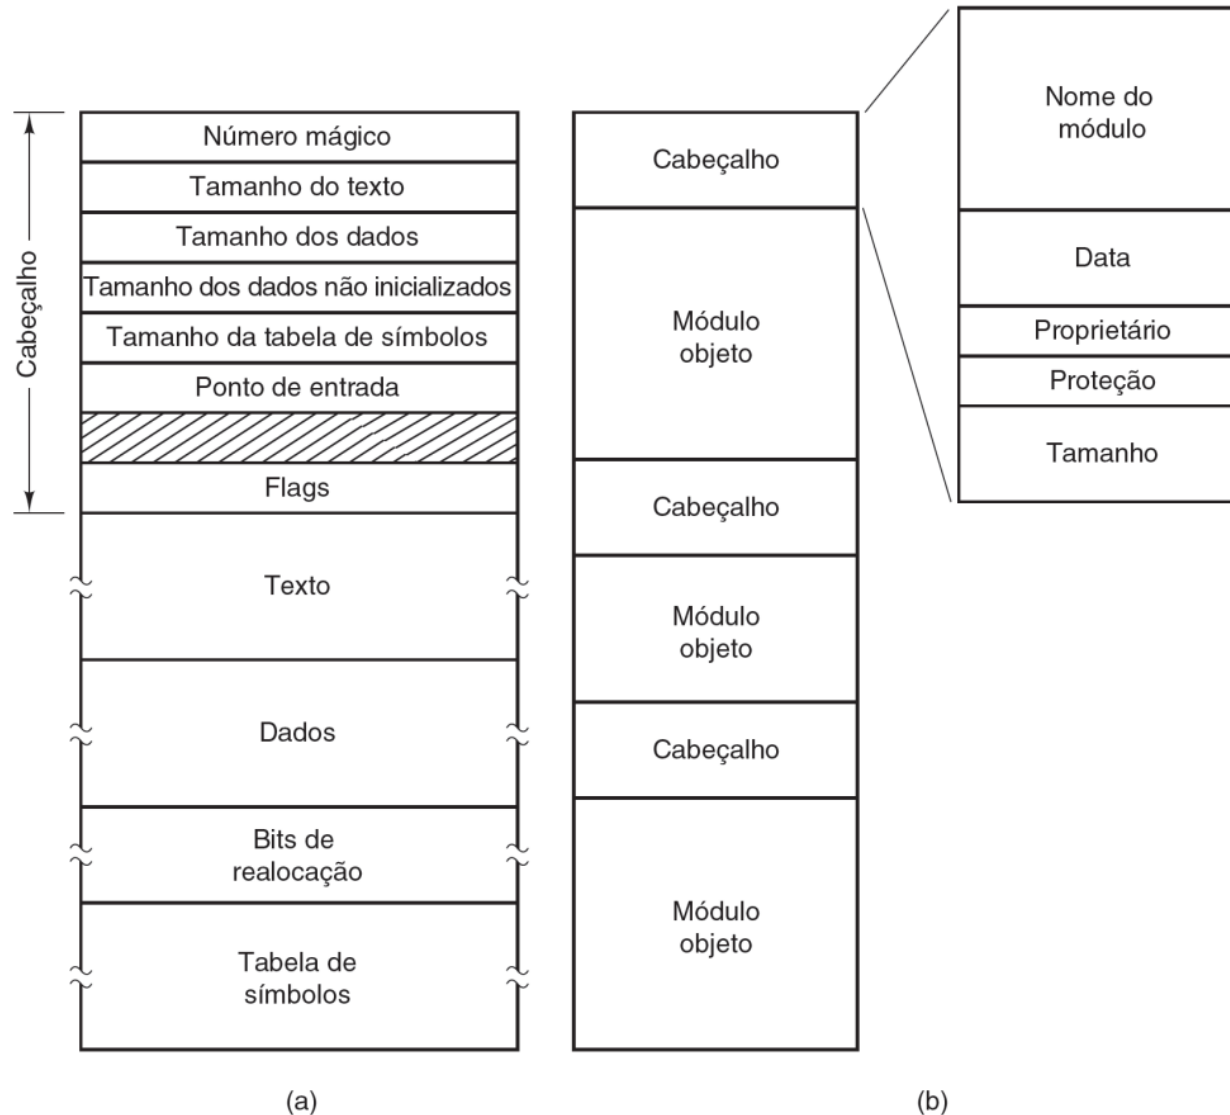 Cabeçalho
Número mágico
Tamanho do texto
Tamanho dos dados
Tamanho dos dados não inicializados
Tamanho da tabela de símbolos
Ponto de entrada
Flags
Texto
Dados
Bits de
realocação
Tabela de
símbolos
(a)
Cabeçalho
Módulo
objeto
Cabeçalho
Módulo
objeto
Cabeçalho
Módulo
objeto
Nome do
módulo
Data
Proprietário
Proteção
Tamanho
(b)